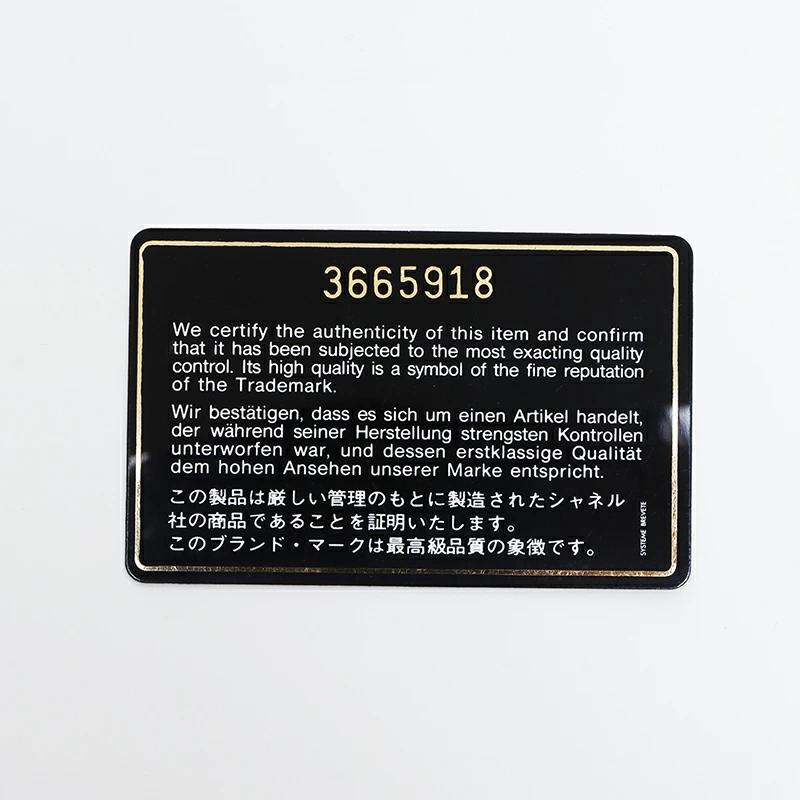 3665918
We certify the authenticity of this item and confirm
that it has been subjected to the most exacting quality
control. Its high quality is a symbol of the fine reputation
of the Trademark.
Wir bestätigen, dass es sich um einen Artikel handelt,
der während seiner Herstellung strengsten Kontrollen
unterworfen war, und dessen erstklassige Qualität
dem hohen Ansehen unserer Marke entspricht.
この製品は厳しい管理のもとに製造されたシャネル
社の商品であることを証明いたします。
このブランド・マークは最高級品質の象徴です。
SYSTEME BREVETE